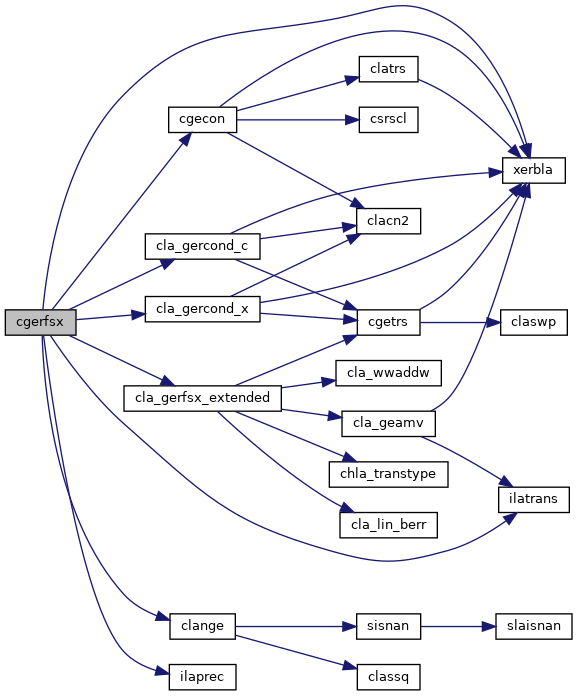 clatrs
cgecon
csrscl
xerbla
clacn2
cla_gercond_c
cla_gercond_x
cgerfsx
cgetrs
claswp
cla_wwaddw
cla_gerfsx_extended
cla_geamv
chla_transtype
ilatrans
cla_lin_berr
clange
sisnan
slaisnan
ilaprec
classq